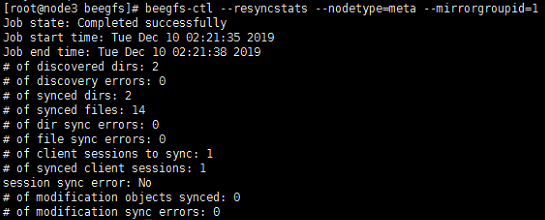 [root@node3 beegfs]# beegfs-ctl --resyncstats --nodetype=meta --mirrorgroupid=1
Job state: Completed successfully
Job start time: Tue Dec 10 02:21:35 2019
Job end time: Tue Dec 10 02:21:38 2019
# of discovered dirs: 2
# of discovery errors: 0
# of synced dirs: 2
# of synced files: 14
# of dir sync errors: 0
# of file sync errors: 0
# of client sessions to sync: 1
# of synced client sessions: 1
session sync error: No
# of modification objects synced: 0
# of modification sync errors: 0